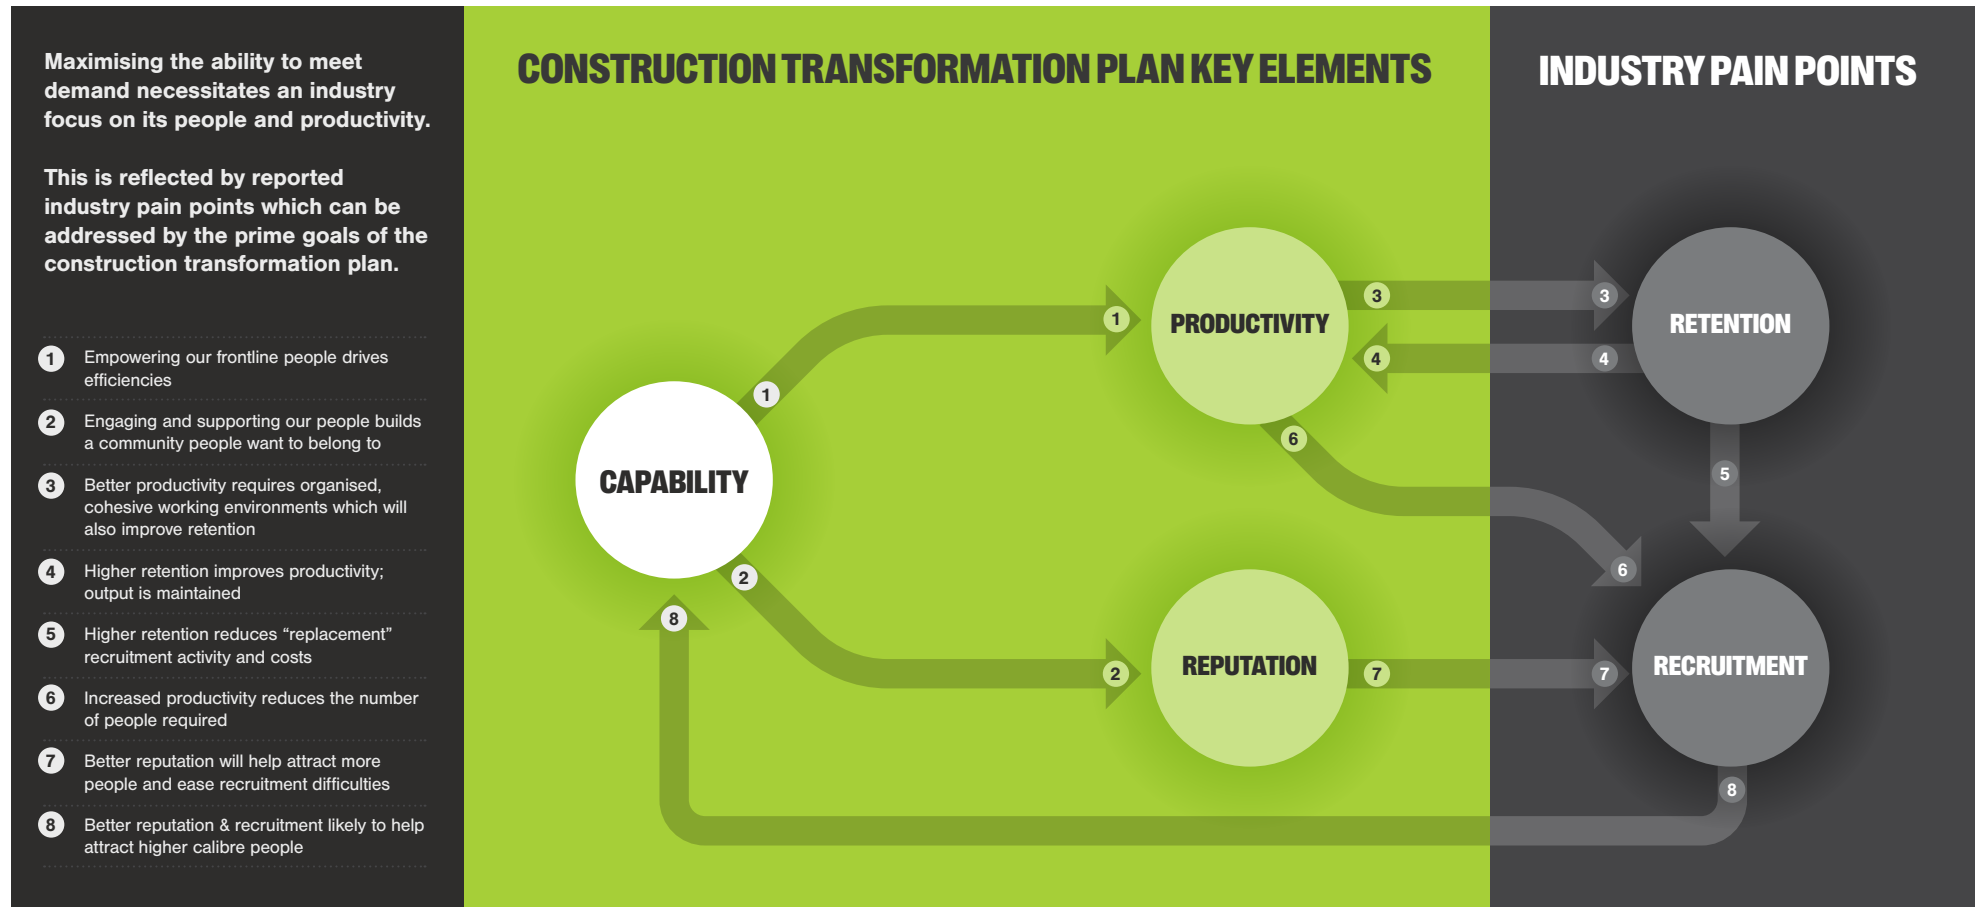 Maximising the ability to meet
demand necessitates an industry
focus on its people and productivity.
This is reflected by reported
industry pain points which can be
addressed by the prime goals of the
construction transformation plan.
1 Empowering our frontline people drives
efficiencies
2 Engaging and supporting our people builds
a community people want to belong to
3 Better productivity requires organised,
cohesive working environments which will
also improve retention
4 Higher retention improves productivity;
output is maintained
5 Higher retention reduces “replacement”
recruitment activity and costs
6 Increased productivity reduces the number
of people required
7 Better reputation will help attract more
people and ease recruitment difficulties
8 Better reputation & recruitment likely to help
attract higher calibre people
CONSTRUCTION TRANSFORMATION PLAN KEY ELEMENTS
CAPABILITY
1
1
2
2
8
PRODUCTIVITY
3
4
6
REPUTATION
7
INDUSTRY PAIN POINTS
3
4
RETENTION
5
6
7
RECRUITMENT
8